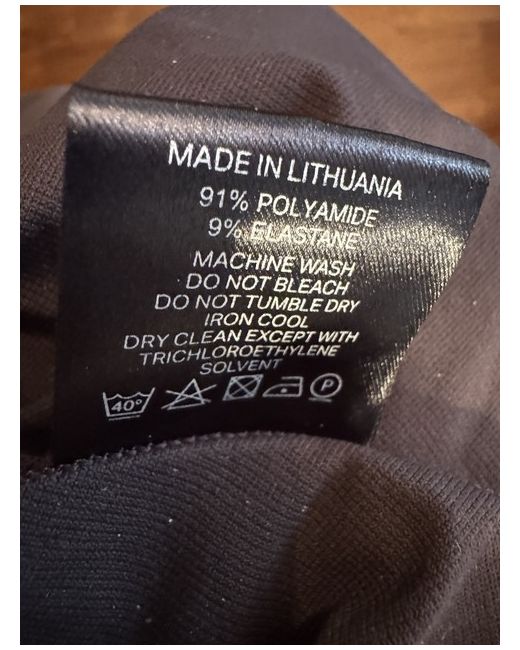 MADE IN LITHUANIA
91% POLYAMIDE
9% ELASTANE
MACHINE WASH
DO NOT BLEACH
DO NOT TUMBLE DRY
IRON COOL
DRY CLEAN EXCEPT WITH
TRICHLOROETHYLENE
SOLVENT
40° P